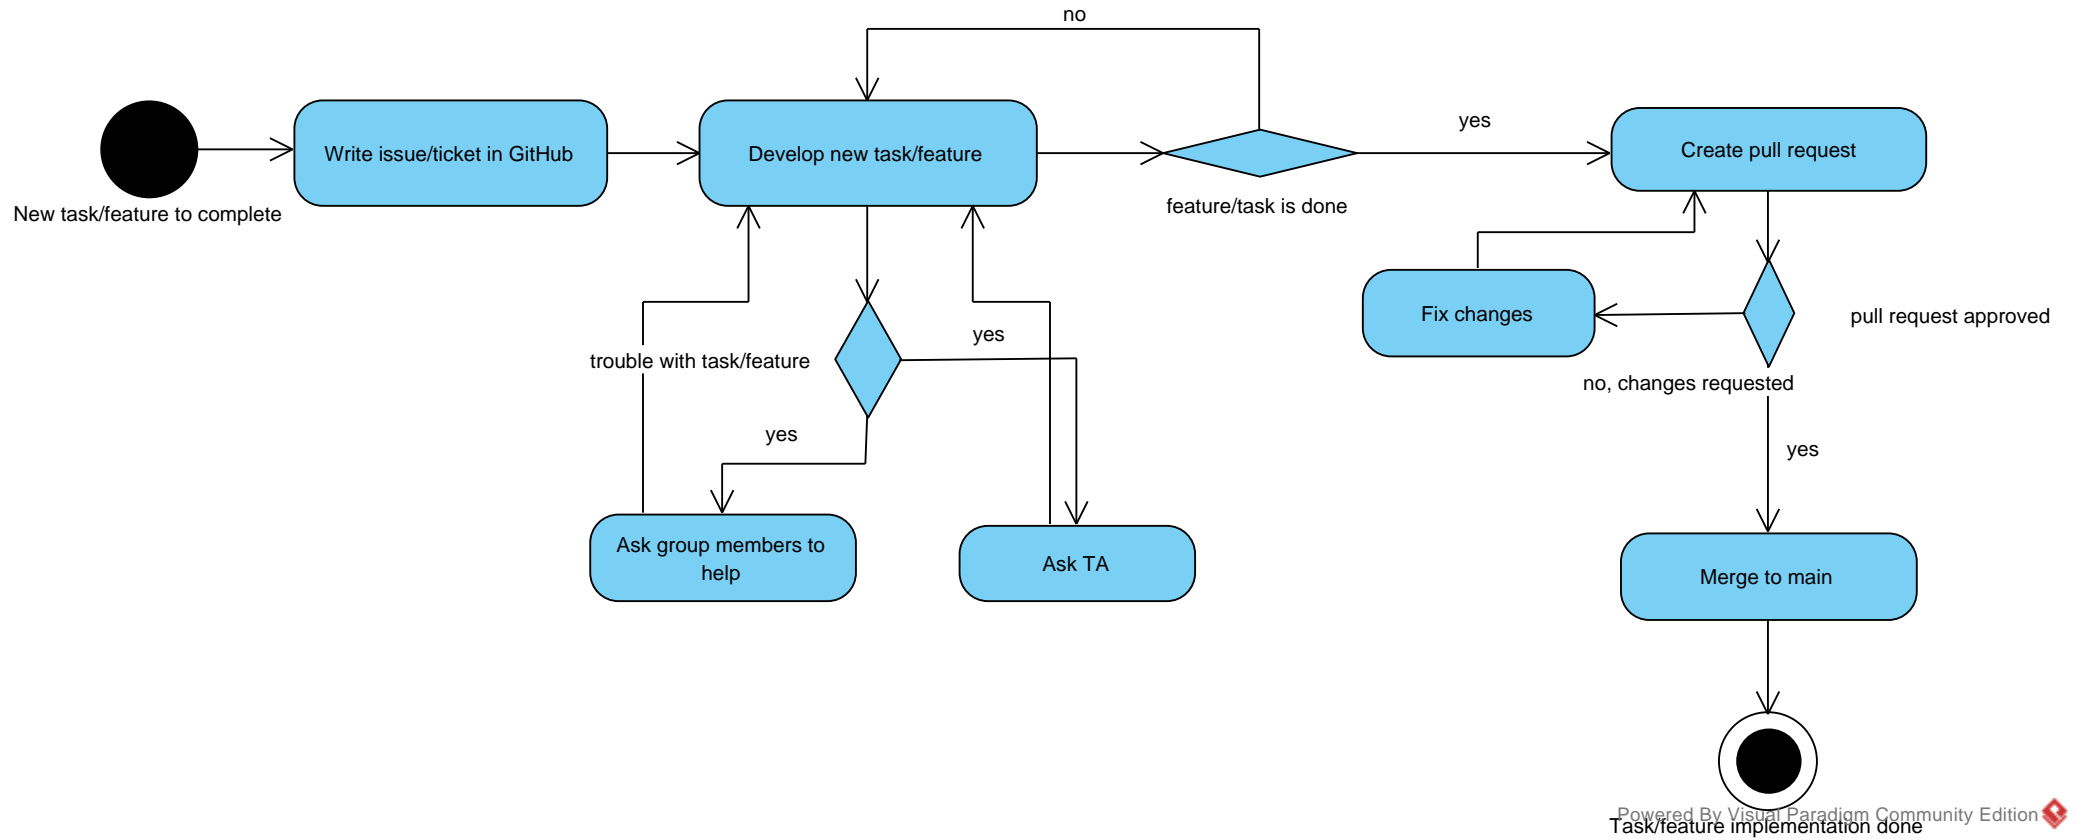 no
yes
Write issue/ticket in GitHub
Develop new task/feature
Create pull request
New task/feature to complete
feature/task is done
Fix changes
pull request approved
yes
trouble with task/feature
no, changes requested
yes
yes
Ask group members to
help
Ask TA
Merge to main
Powered By Visual Paradigm Community Edition
Task/feature implementation done